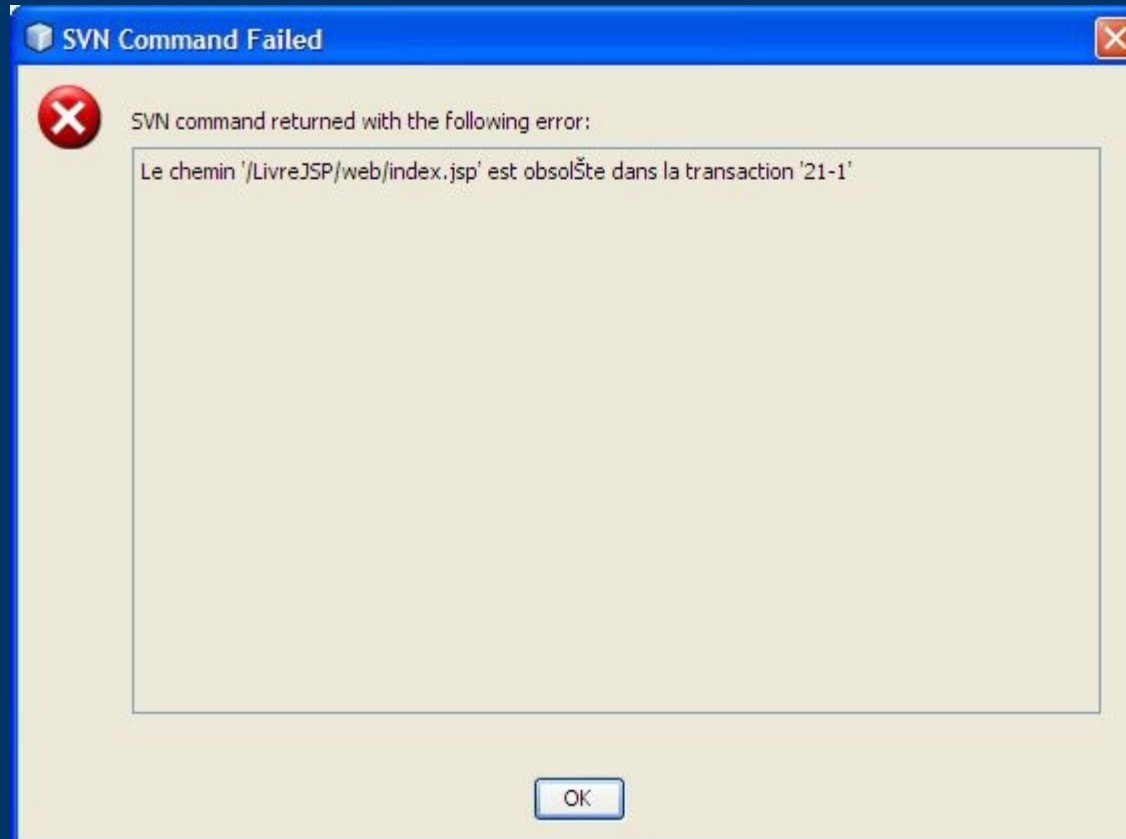 SVN Command Failed
SVN command returned with the following error:
Le chemin '/LivreJSP/web/index.jsp' est obsolŠte dans la transaction '21-1'
OK